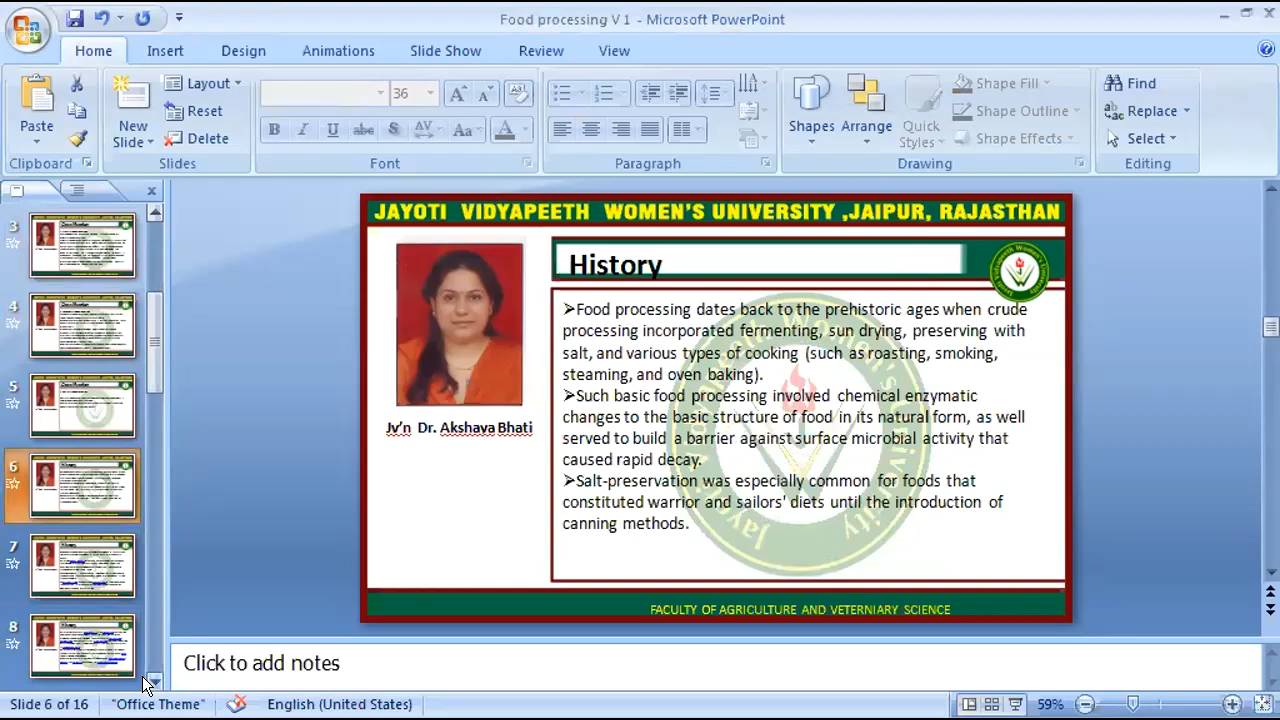 Food processing V 1 - Microsoft PowerPoint
Home Insert Design Animations Slide Show Review View
Paste
Clipboard
New
Slide
Layout
Reset
Delete
Slides
36
B I U abc S AV Aa A
Font
Paragraph
Shapes
Arrange
Quick
Styles
Shape Fill
Shape Outline
Shape Effects
Drawing
Find
Replace
Select
Editing
3
4
5
6
7
8
JAYOTI VIDYAPEETH WOMEN'S UNIVERSITY ,JAIPUR, RAJASTHAN
History
Jv'n Dr. Akshaya Bhati
➢Food processing dates back to the prehistoric ages when crude
processing incorporated fermenting, sun drying, preserving with
salt, and various types of cooking (such as roasting, smoking,
steaming, and oven baking).
➢Such basic food processing involved chemical enzymatic
changes to the basic structure of food in its natural form, as well
served to build a barrier against surface microbial activity that
caused rapid decay.
➢Salt-preservation was especially common for foods that
constituted warrior and sailors' diets until the introduction of
canning methods.
FACULTY OF AGRICULTURE AND VETERNIARY SCIENCE
Click to add notes
Slide 6 of 16 "Office Theme" English (United States) 59%